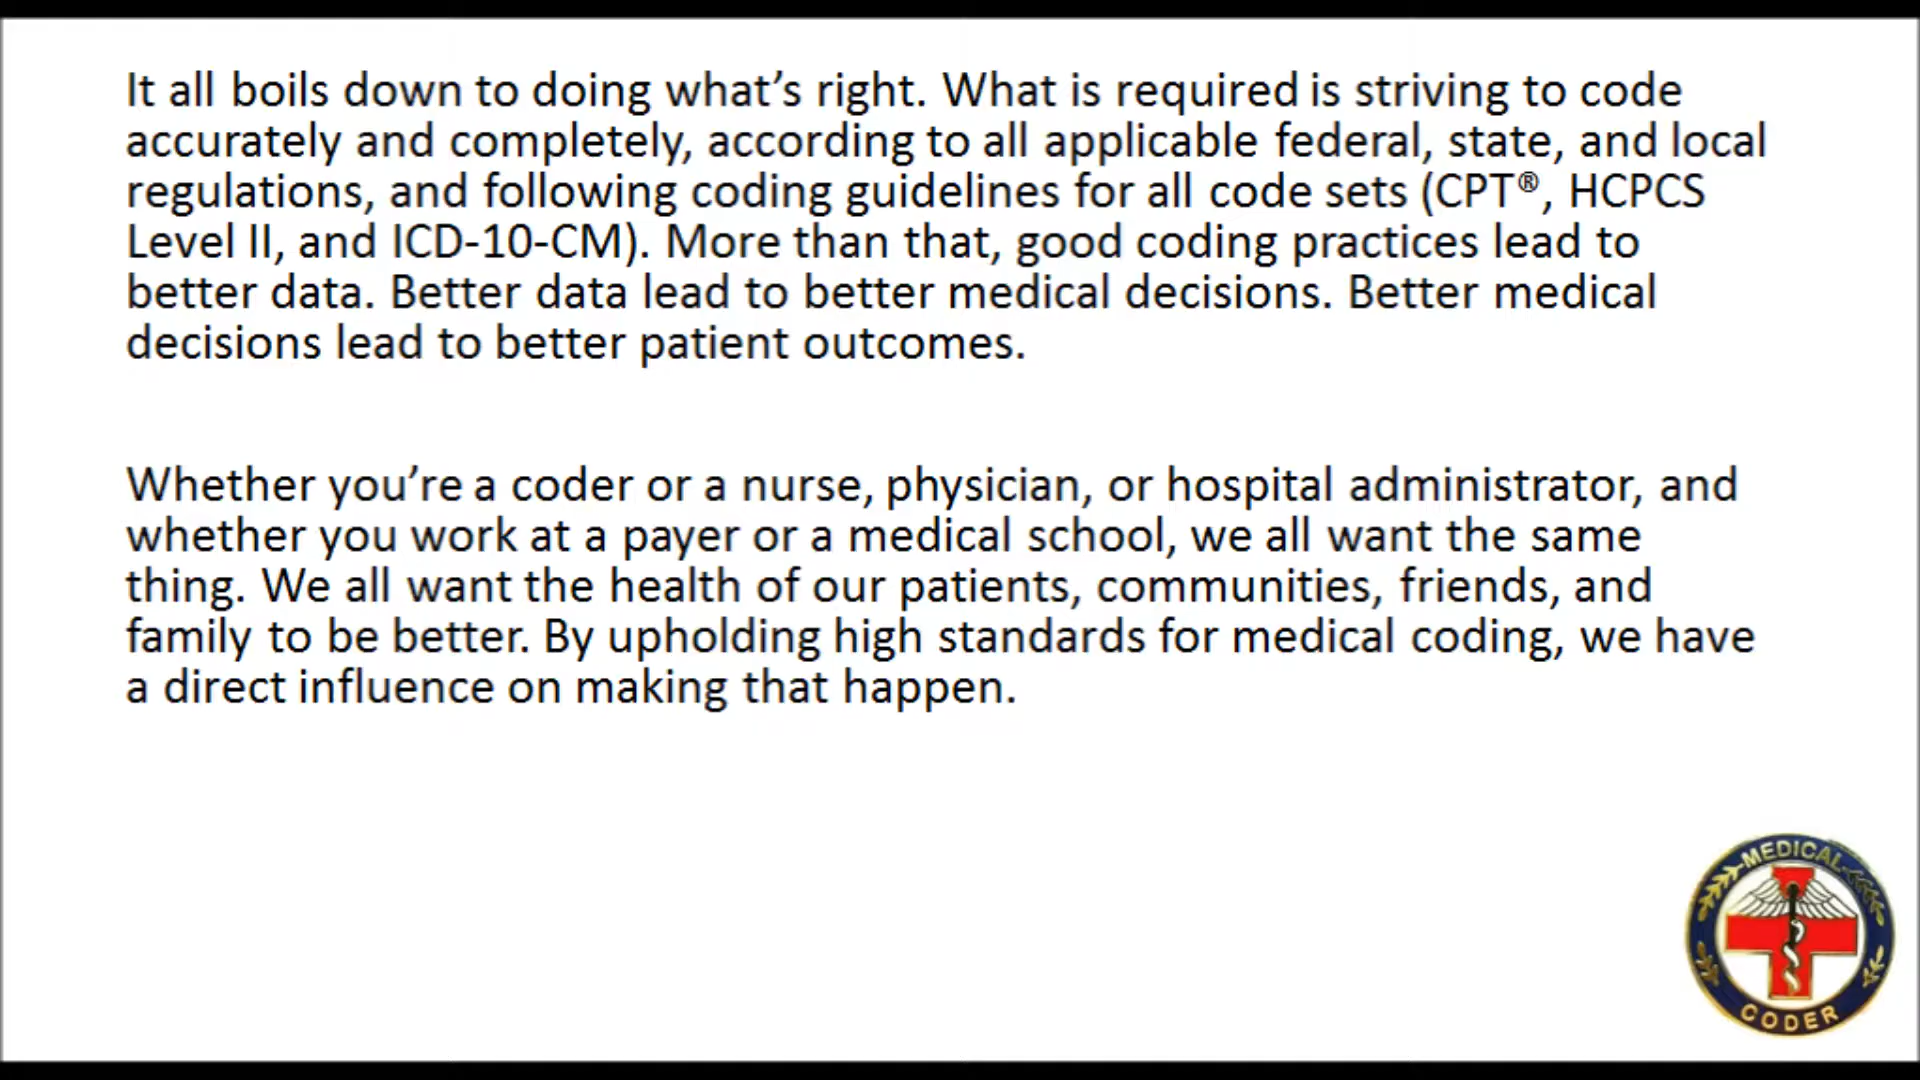 It all boils down to doing what’s right. What is required is striving to code
accurately and completely, according to all applicable federal, state, and local
regulations, and following coding guidelines for all code sets (CPT®, HCPCS
Level II, and ICD-10-CM). More than that, good coding practices lead to
better data. Better data lead to better medical decisions. Better medical
decisions lead to better patient outcomes.
Whether you’re a coder or a nurse, physician, or hospital administrator, and
whether you work at a payer or a medical school, we all want the same
thing. We all want the health of our patients, communities, friends, and
family to be better. By upholding high standards for medical coding, we have
a direct influence on making that happen.
MEDICAL
CODER